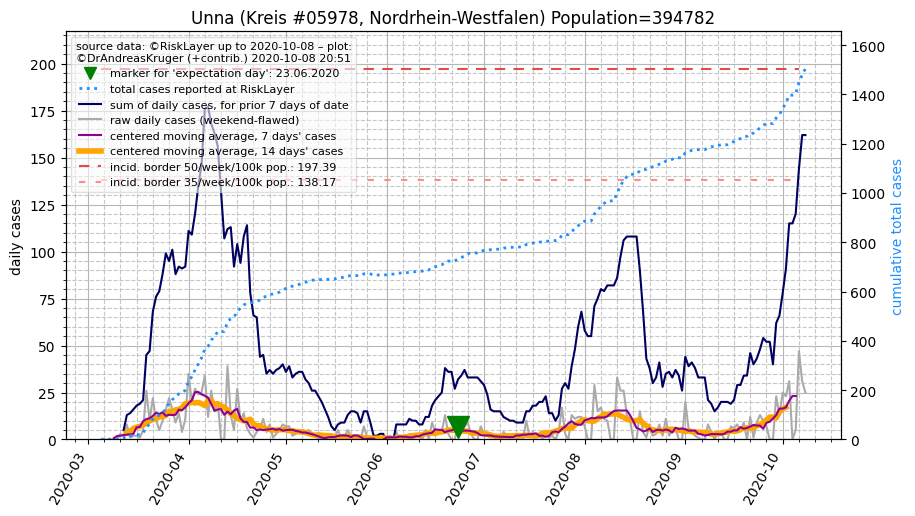 Unna (Kreis #05978, Nordrhein-Westfalen) Population=394782
source data: ©RiskLayer up to 2020-10-08 – plot:
©DrAndreasKruger (+contrib.) 2020-10-08 20:51
marker for 'expectation day': 23.06.2020
total cases reported at RiskLayer
sum of daily cases, for prior 7 days of date
raw daily cases (weekend-flawed)
centered moving average, 7 days' cases
centered moving average, 14 days' cases
incid. border 50/week/100k pop.: 197.39
incid. border 35/week/100k pop.: 138.17
daily cases
200
175
150
125
100
75
50
25
0
cumulative total cases
1600
1400
1200
1000
800
600
400
200
0
2020-03
2020-04
2020-05
2020-06
2020-07
2020-08
2020-09
2020-10